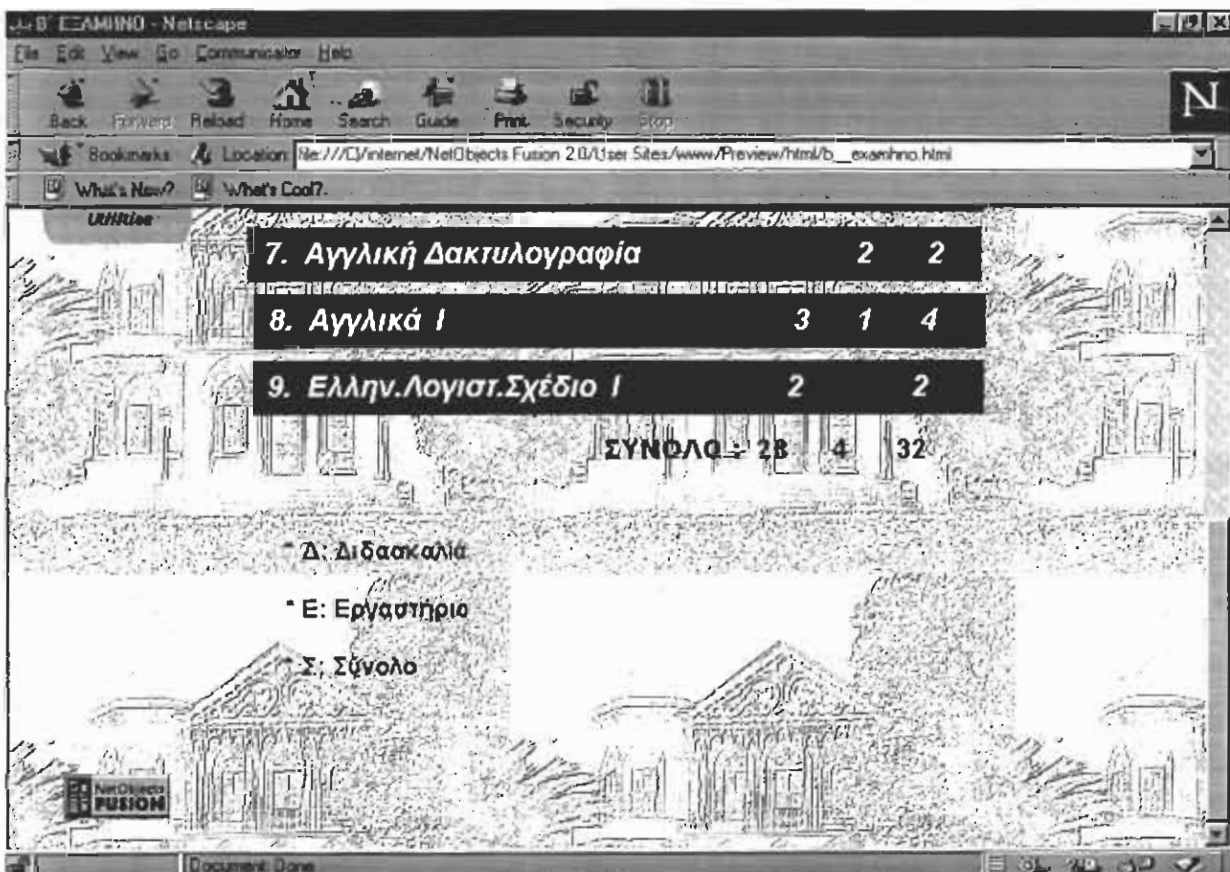 Β' ΕΞΑΜΗΝΟ - Netscape
File Edit View Go Communicator Help
Back Forward Reload Home Search Guide Print Security Stop
N
Bookmarks Location: file:///C|/internet/NetObjects Fusion 2.0/User Sites/www/Preview/html/b__examhno.html
What's New? What's Cool?
Utilities
7. Αγγλική Δακτυλογραφία 2 2
8. Αγγλικά Ι 3 1 4
9. Ελλην.Λογιστ.Σχέδιο Ι 2 2
ΣΥΝΟΛΟ : 28 4 32
* Δ: Διδασκαλία
* Ε: Εργαστήριο
* Σ: Σύνολο
NetObjects
FUSION
Document: Done